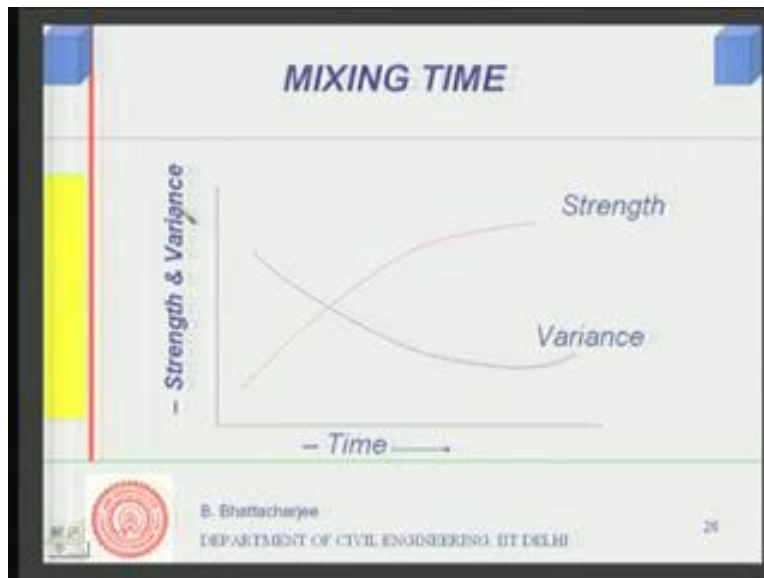 MIXING TIME
– Strength & Variance
Strength
Variance
– Time
B. Bhattacharjee
DEPARTMENT OF CIVIL ENGINEERING, IIT DELHI
26